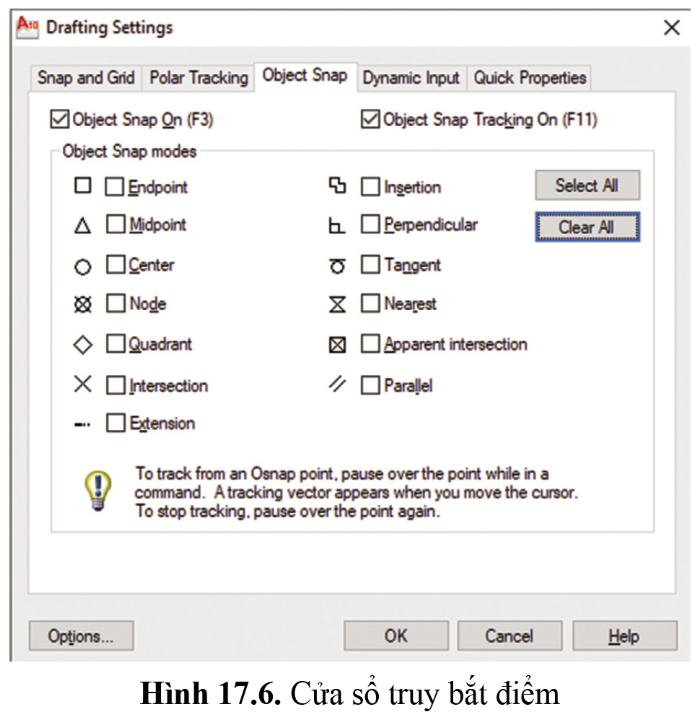 A10 Drafting Settings
Snap and Grid Polar Tracking Object Snap Dynamic Input Quick Properties
Object Snap On (F3) Object Snap Tracking On (F11)
Object Snap modes
Endpoint Insertion Select All
Midpoint Perpendicular Clear All
Center Tangent
Node Nearest
Quadrant Apparent intersection
Intersection Parallel
Extension
To track from an Osnap point, pause over the point while in a
command. A tracking vector appears when you move the cursor.
To stop tracking, pause over the point again.
Options... OK Cancel Help
Hình 17.6. Cửa sổ truy bắt điểm